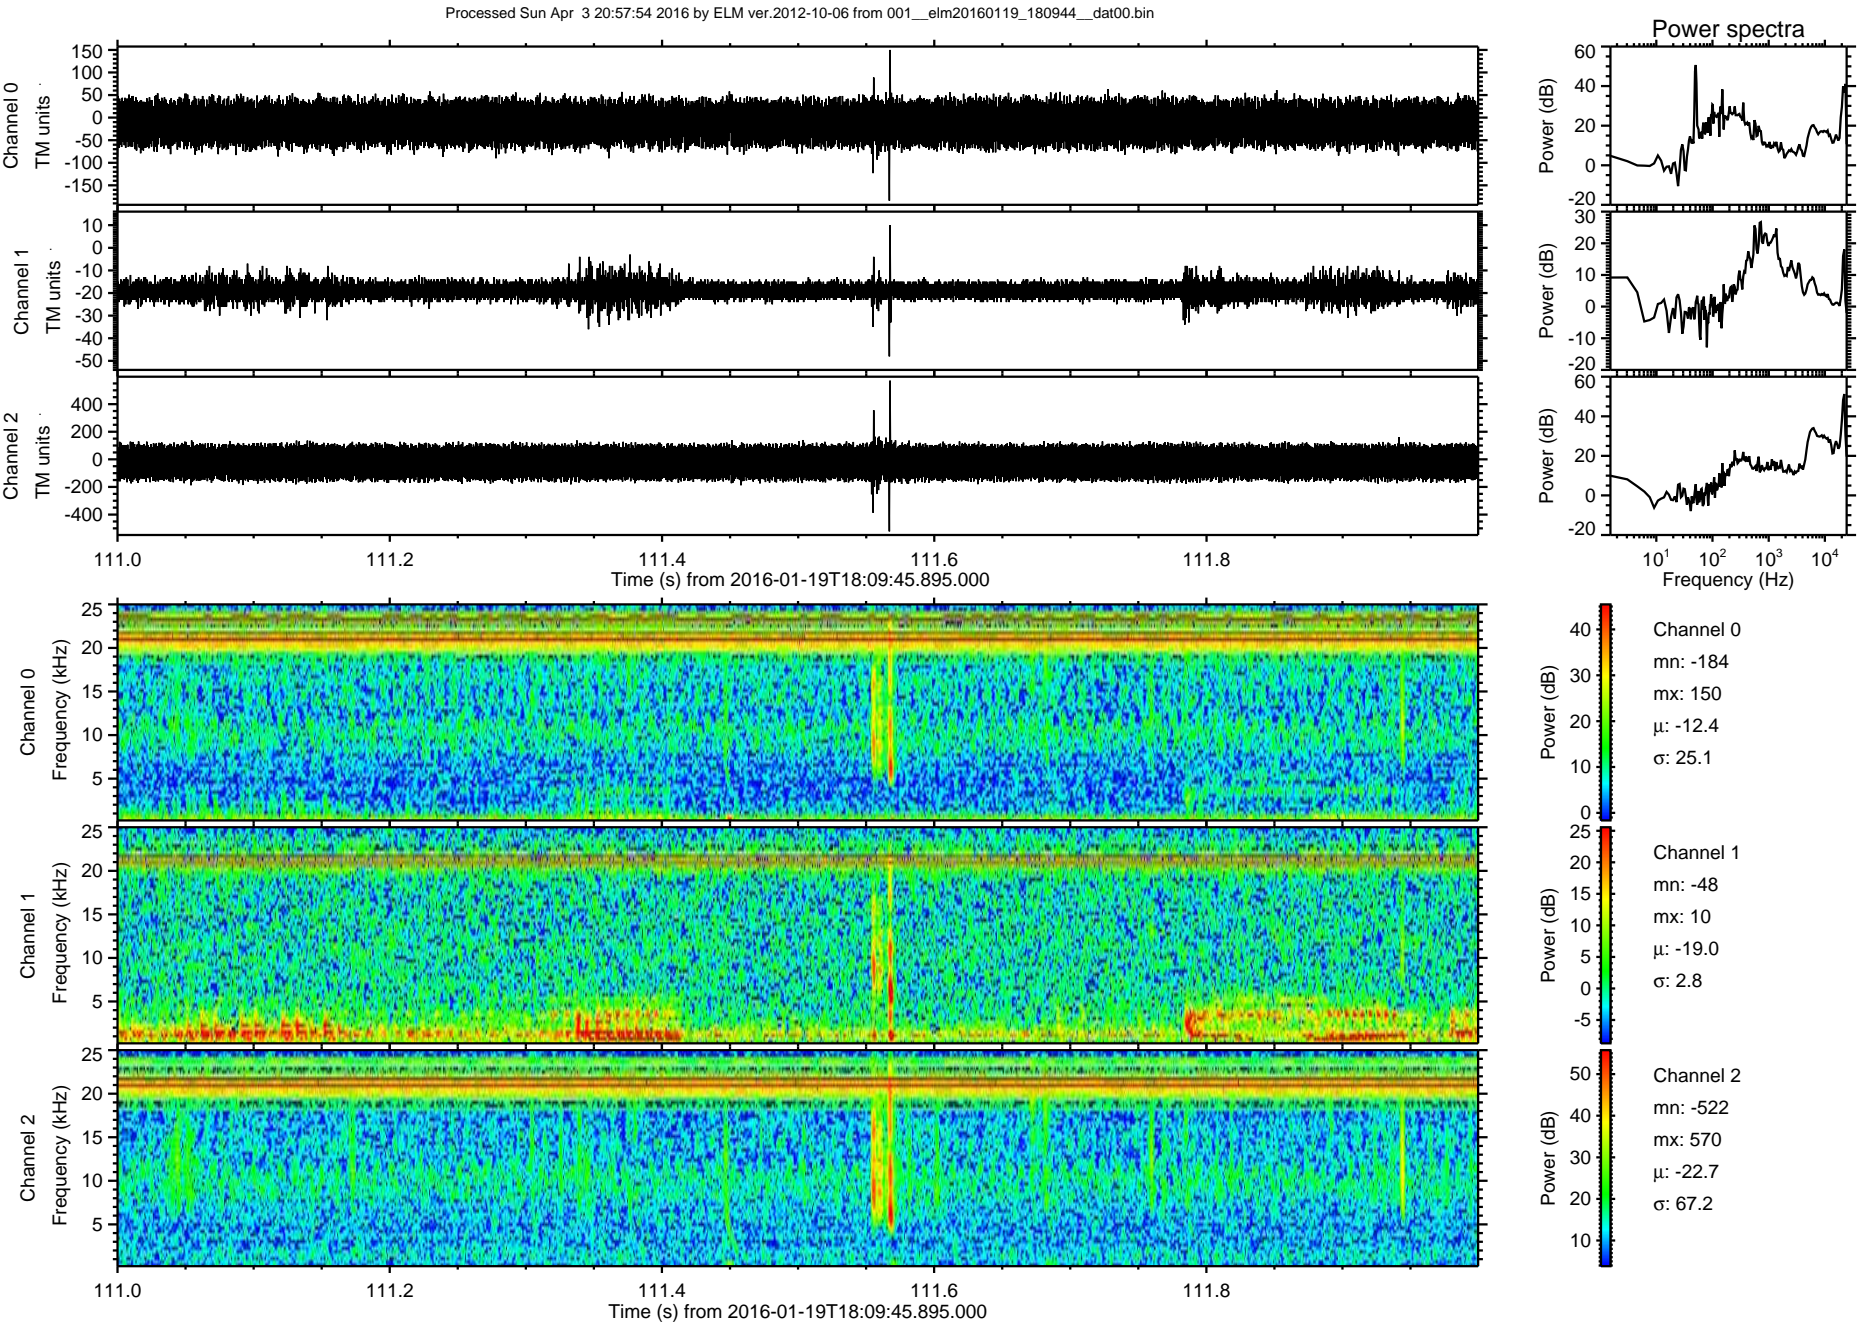 Processed Sun Apr  3 20:57:54 2016 by ELM ver.2012-10-06 from 001__elm20160119_180944__dat00.bin
Power spectra
Channel 0
TM units
150
100
50
0
-50
-100
-150
Power (dB)
60
40
20
0
-20
Channel 1
TM units
10
0
-10
-20
-30
-40
-50
Power (dB)
30
20
10
0
-10
-20
Channel 2
TM units
400
200
0
-200
-400
Power (dB)
60
40
20
0
-20
111.0 111.2 111.4 111.6 111.8
Time (s) from 2016-01-19T18:09:45.895.000
10¹ 10² 10³ 10⁴
Frequency (Hz)
Channel 0
Frequency (kHz)
25
20
15
10
5
Power (dB)
40
30
20
10
0
Channel 0
mn: -184
mx: 150
μ: -12.4
σ: 25.1
Channel 1
Frequency (kHz)
25
20
15
10
5
Power (dB)
25
20
15
10
5
0
-5
Channel 1
mn: -48
mx: 10
μ: -19.0
σ: 2.8
Channel 2
Frequency (kHz)
25
20
15
10
5
Power (dB)
50
40
30
20
10
Channel 2
mn: -522
mx: 570
μ: -22.7
σ: 67.2
111.0 111.2 111.4 111.6 111.8
Time (s) from 2016-01-19T18:09:45.895.000